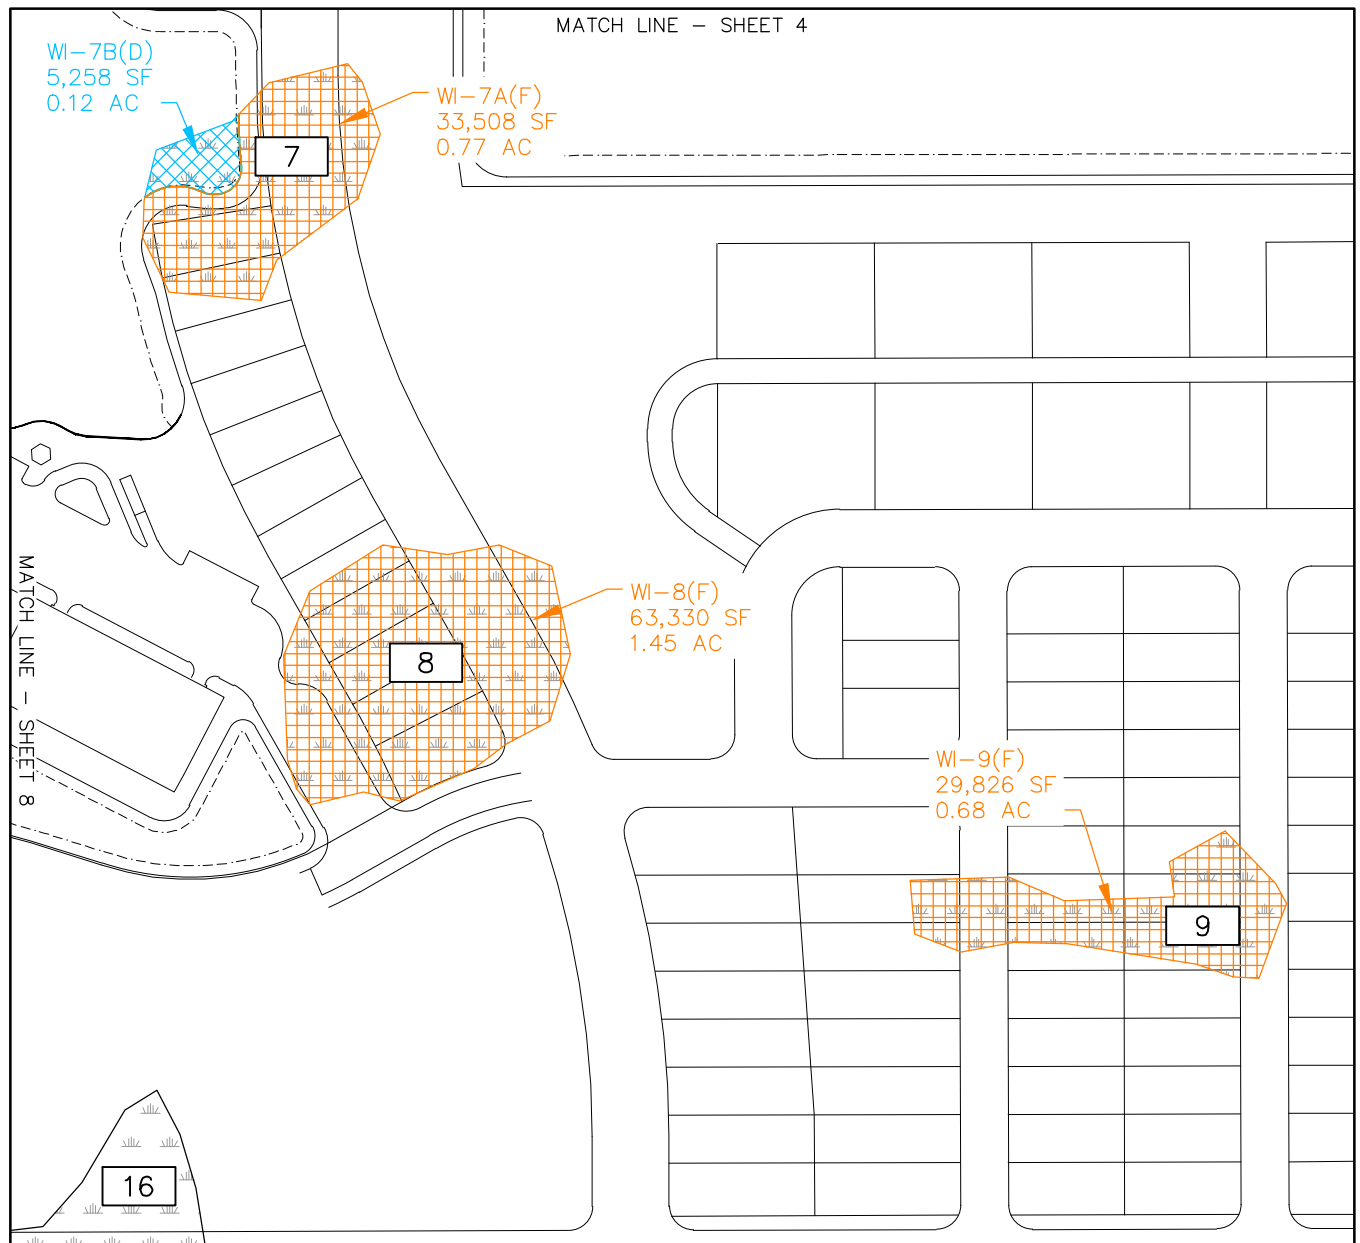 MATCH LINE - SHEET 4
WI-7B(D)
5,258 SF
0.12 AC
WI-7A(F)
33,508 SF
0.77 AC
7
MATCH LINE - SHEET 8
WI-8(F)
63,330 SF
1.45 AC
8
WI-9(F)
29,826 SF
0.68 AC
9
16